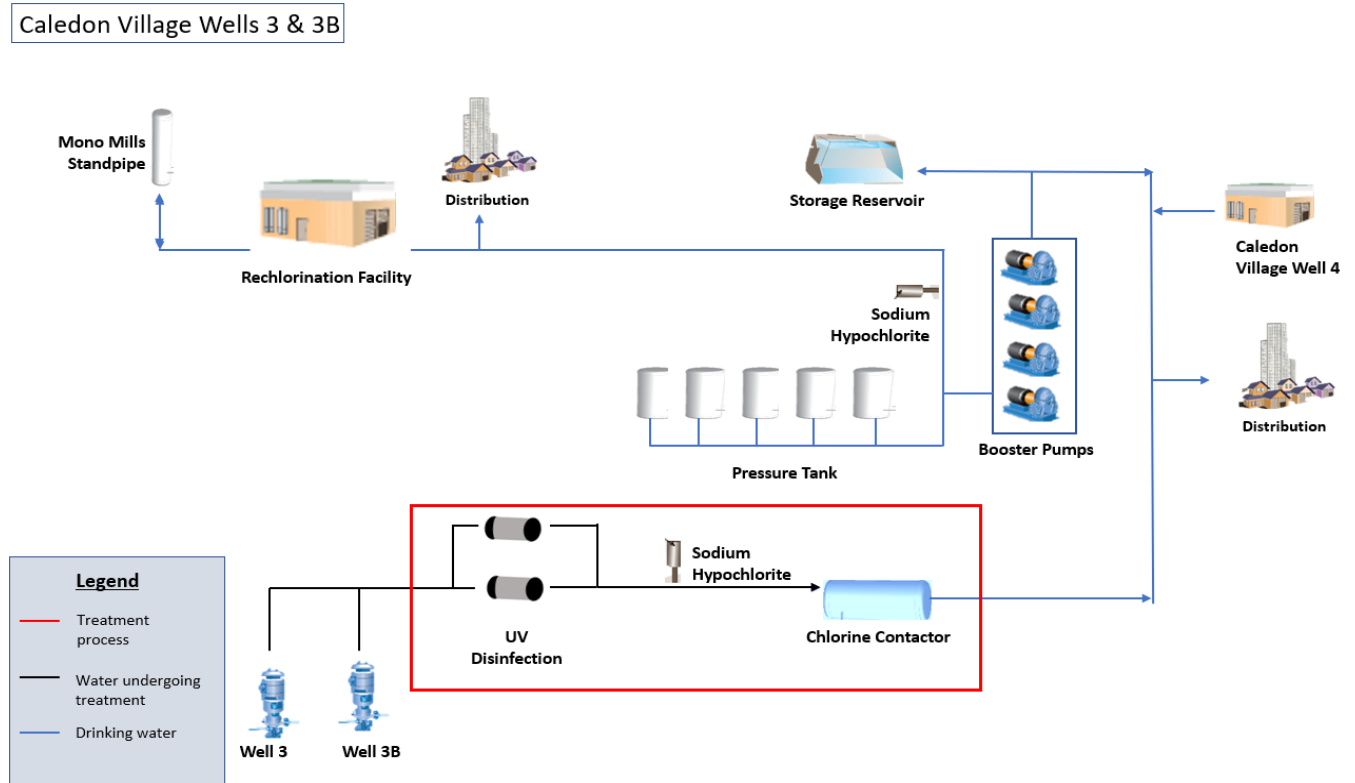 Caledon Village Wells 3 & 3B
Mono Mills
Standpipe
Distribution
Rechlorination Facility
Storage Reservoir
Caledon
Village Well 4
Sodium
Hypochlorite
Distribution
Booster Pumps
Pressure Tank
Sodium
Hypochlorite
UV
Disinfection
Chlorine Contactor
Well 3
Well 3B
Legend
Treatment
process
Water undergoing
treatment
Drinking water